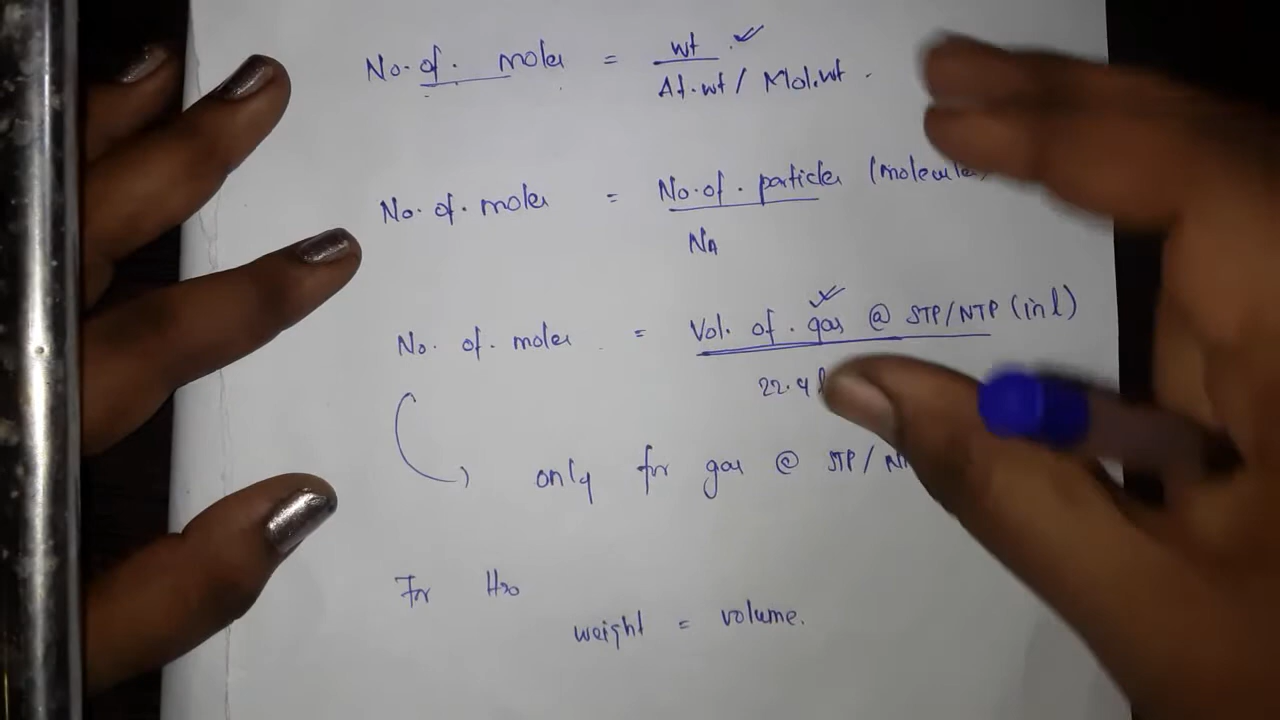 No. of. moles = wt
At.wt / Mol.wt.
No. of. moles = No. of. particles (molecules
NA
No. of. moles = Vol. of. gas @ STP/NTP (in l)
22.4 l
only for gas @ STP/
For H2O
weight = volume.